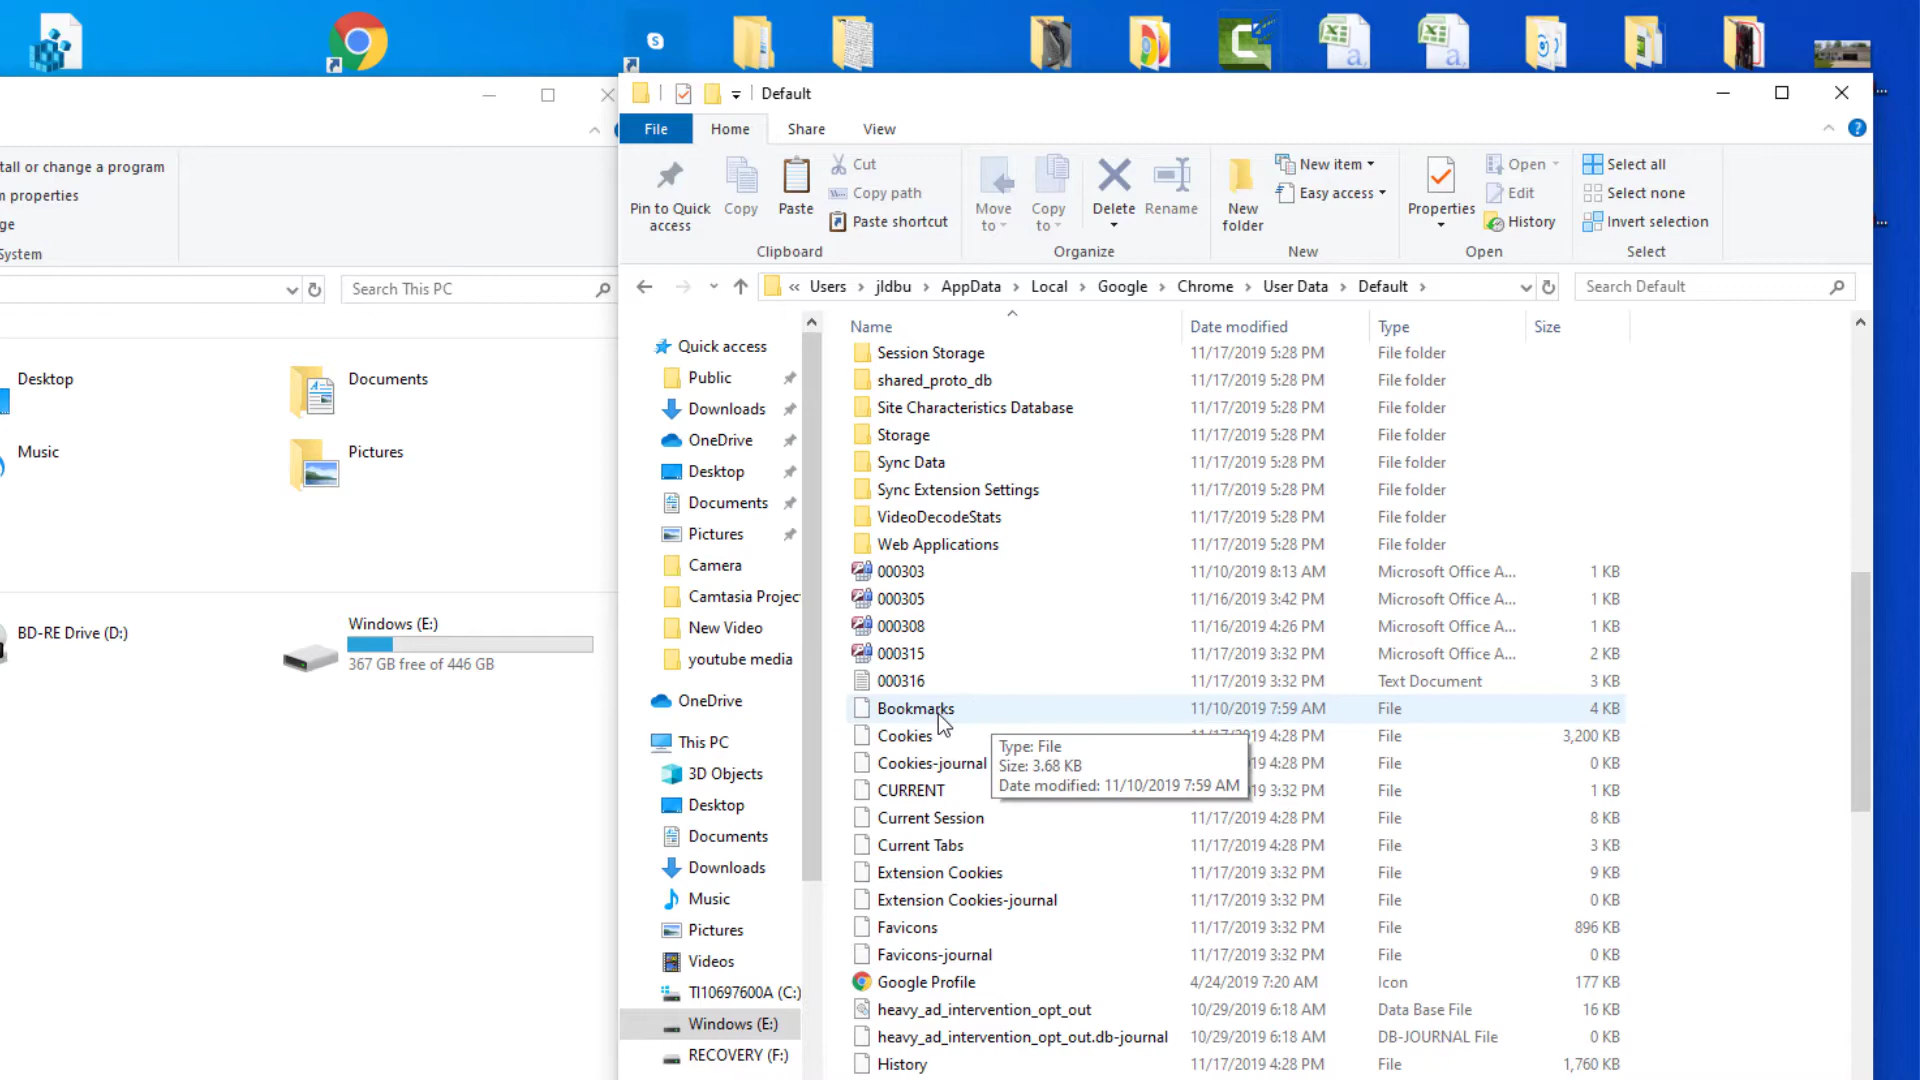 tall or change a program
m properties
ge
System
Search This PC
Desktop
Documents
Music
Pictures
BD-RE Drive (D:)
Windows (E:)
367 GB free of 446 GB
Default
File Home Share View
Pin to Quick access
Copy
Paste
Cut
Copy path
Paste shortcut
Clipboard
Move to
Copy to
Delete
Rename
Organize
New folder
New item
Easy access
New
Properties
Open
Edit
History
Open
Select all
Select none
Invert selection
Select
« Users > jldbu > AppData > Local > Google > Chrome > User Data > Default >
Search Default
Quick access
Public
Downloads
OneDrive
Desktop
Documents
Pictures
Camera
Camtasia Projec
New Video
youtube media
OneDrive
This PC
3D Objects
Desktop
Documents
Downloads
Music
Pictures
Videos
TI10697600A (C:)
Windows (E:)
RECOVERY (F:)
Name Date modified Type Size
Session Storage 11/17/2019 5:28 PM File folder
shared_proto_db 11/17/2019 5:28 PM File folder
Site Characteristics Database 11/17/2019 5:28 PM File folder
Storage 11/17/2019 5:28 PM File folder
Sync Data 11/17/2019 5:28 PM File folder
Sync Extension Settings 11/17/2019 5:28 PM File folder
VideoDecodeStats 11/17/2019 5:28 PM File folder
Web Applications 11/17/2019 5:28 PM File folder
000303 11/10/2019 8:13 AM Microsoft Office A... 1 KB
000305 11/16/2019 3:42 PM Microsoft Office A... 1 KB
000308 11/16/2019 4:26 PM Microsoft Office A... 1 KB
000315 11/17/2019 3:32 PM Microsoft Office A... 2 KB
000316 11/17/2019 3:32 PM Text Document 3 KB
Bookmarks 11/10/2019 7:59 AM File 4 KB
Cookies 11/17/2019 4:28 PM File 3,200 KB
Cookies-journal 4:28 PM File 0 KB
CURRENT 3:32 PM File 1 KB
Type: File
Size: 3.68 KB
Date modified: 11/10/2019 7:59 AM
Current Session 11/17/2019 4:28 PM File 8 KB
Current Tabs 11/17/2019 4:28 PM File 3 KB
Extension Cookies 11/17/2019 3:32 PM File 9 KB
Extension Cookies-journal 11/17/2019 3:32 PM File 0 KB
Favicons 11/17/2019 3:32 PM File 896 KB
Favicons-journal 11/17/2019 3:32 PM File 0 KB
Google Profile 4/24/2019 7:20 AM Icon 177 KB
heavy_ad_intervention_opt_out 10/29/2019 6:18 AM Data Base File 16 KB
heavy_ad_intervention_opt_out.db-journal 10/29/2019 6:18 AM DB-JOURNAL File 0 KB
History 11/17/2019 4:28 PM File 1,760 KB